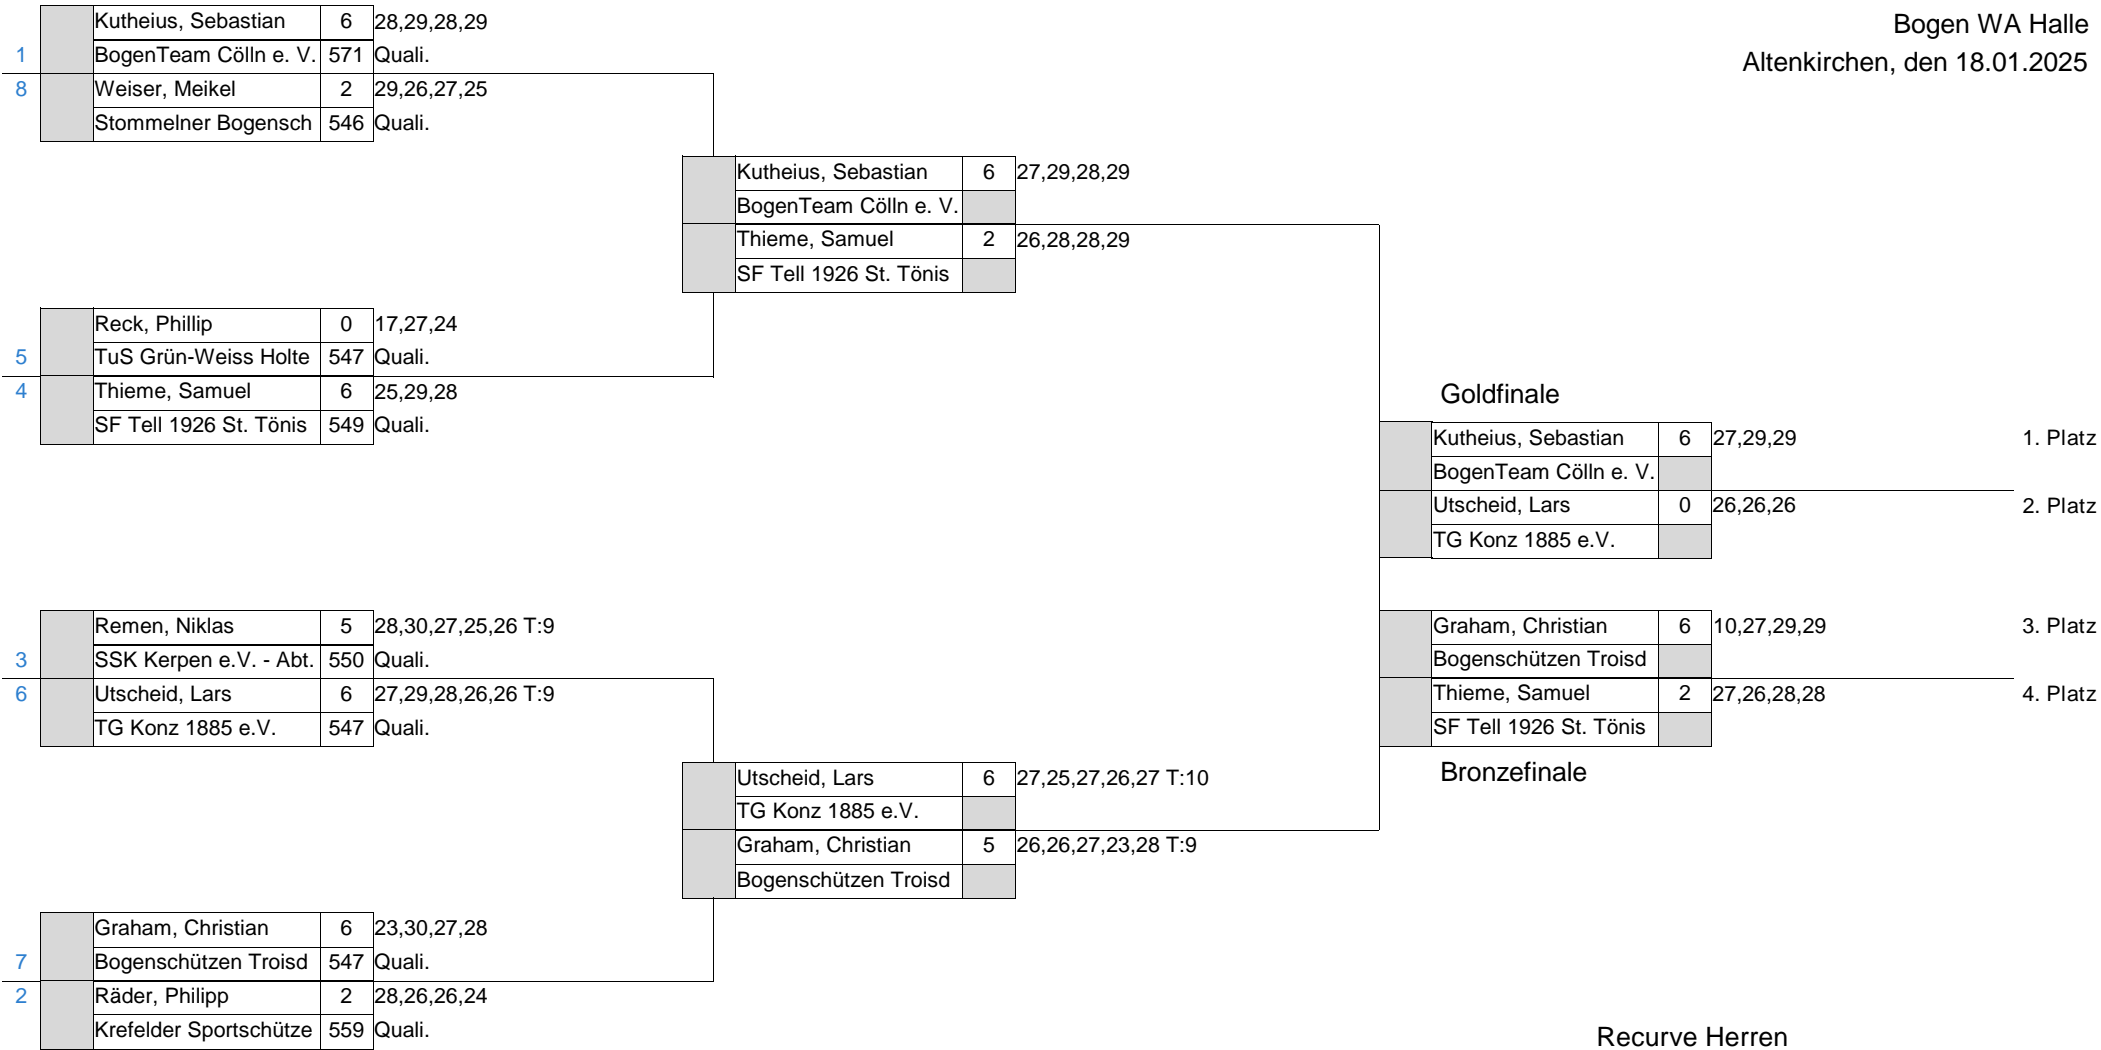 Bogen WA Halle
Altenkirchen, den 18.01.2025
Kutheius, Sebastian 6 28,29,28,29
1 BogenTeam Cölln e. V. 571 Quali.
8 Weiser, Meikel 2 29,26,27,25
Stommelner Bogensch 546 Quali.
Kutheius, Sebastian 6 27,29,28,29
BogenTeam Cölln e. V.
Thieme, Samuel 2 26,28,28,29
SF Tell 1926 St. Tönis
Reck, Phillip 0 17,27,24
5 TuS Grün-Weiss Holte 547 Quali.
4 Thieme, Samuel 6 25,29,28
SF Tell 1926 St. Tönis 549 Quali.
Goldfinale
Kutheius, Sebastian 6 27,29,29 1. Platz
BogenTeam Cölln e. V.
Utscheid, Lars 0 26,26,26 2. Platz
TG Konz 1885 e.V.
Remen, Niklas 5 28,30,27,25,26 T:9
3 SSK Kerpen e.V. - Abt. 550 Quali.
6 Utscheid, Lars 6 27,29,28,26,26 T:9
TG Konz 1885 e.V. 547 Quali.
Graham, Christian 6 10,27,29,29 3. Platz
Bogenschützen Troisd
Thieme, Samuel 2 27,26,28,28 4. Platz
SF Tell 1926 St. Tönis
Bronzefinale
Utscheid, Lars 6 27,25,27,26,27 T:10
TG Konz 1885 e.V.
Graham, Christian 5 26,26,27,23,28 T:9
Bogenschützen Troisd
Graham, Christian 6 23,30,27,28
7 Bogenschützen Troisd 547 Quali.
2 Räder, Philipp 2 28,26,26,24
Krefelder Sportschütze 559 Quali.
Recurve Herren